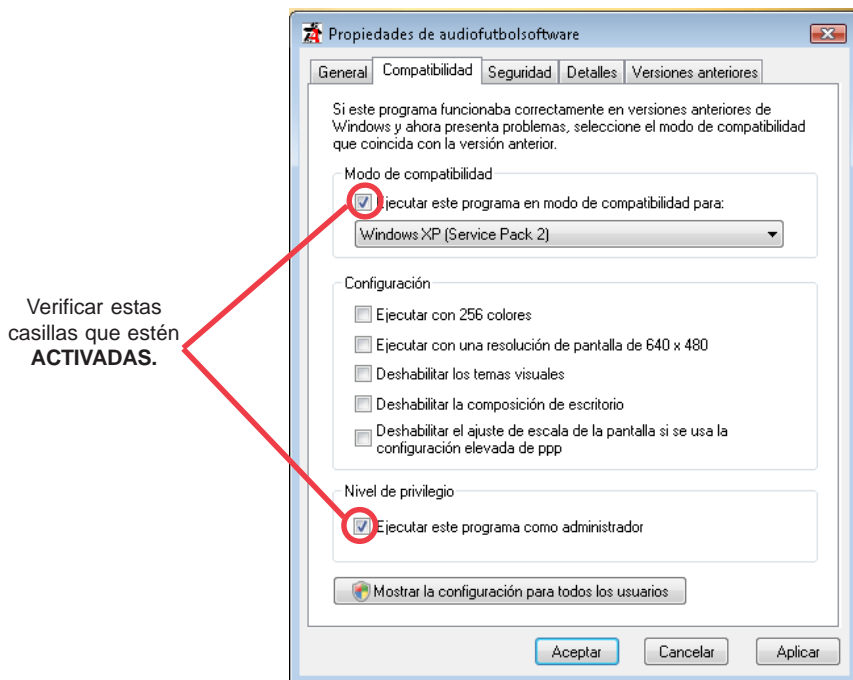 Propiedades de audiofutbolsoftware
General Compatibilidad Seguridad Detalles Versiones anteriores
Si este programa funcionaba correctamente en versiones anteriores de
Windows y ahora presenta problemas, seleccione el modo de compatibilidad
que coincida con la versión anterior.
Modo de compatibilidad
Ejecutar este programa en modo de compatibilidad para:
Windows XP (Service Pack 2)
Configuración
Ejecutar con 256 colores
Ejecutar con una resolución de pantalla de 640 x 480
Deshabilitar los temas visuales
Deshabilitar la composición de escritorio
Deshabilitar el ajuste de escala de la pantalla si se usa la
configuración elevada de ppp
Nivel de privilegio
Ejecutar este programa como administrador
Mostrar la configuración para todos los usuarios
Aceptar Cancelar Aplicar
Verificar estas
casillas que estén
ACTIVADAS.